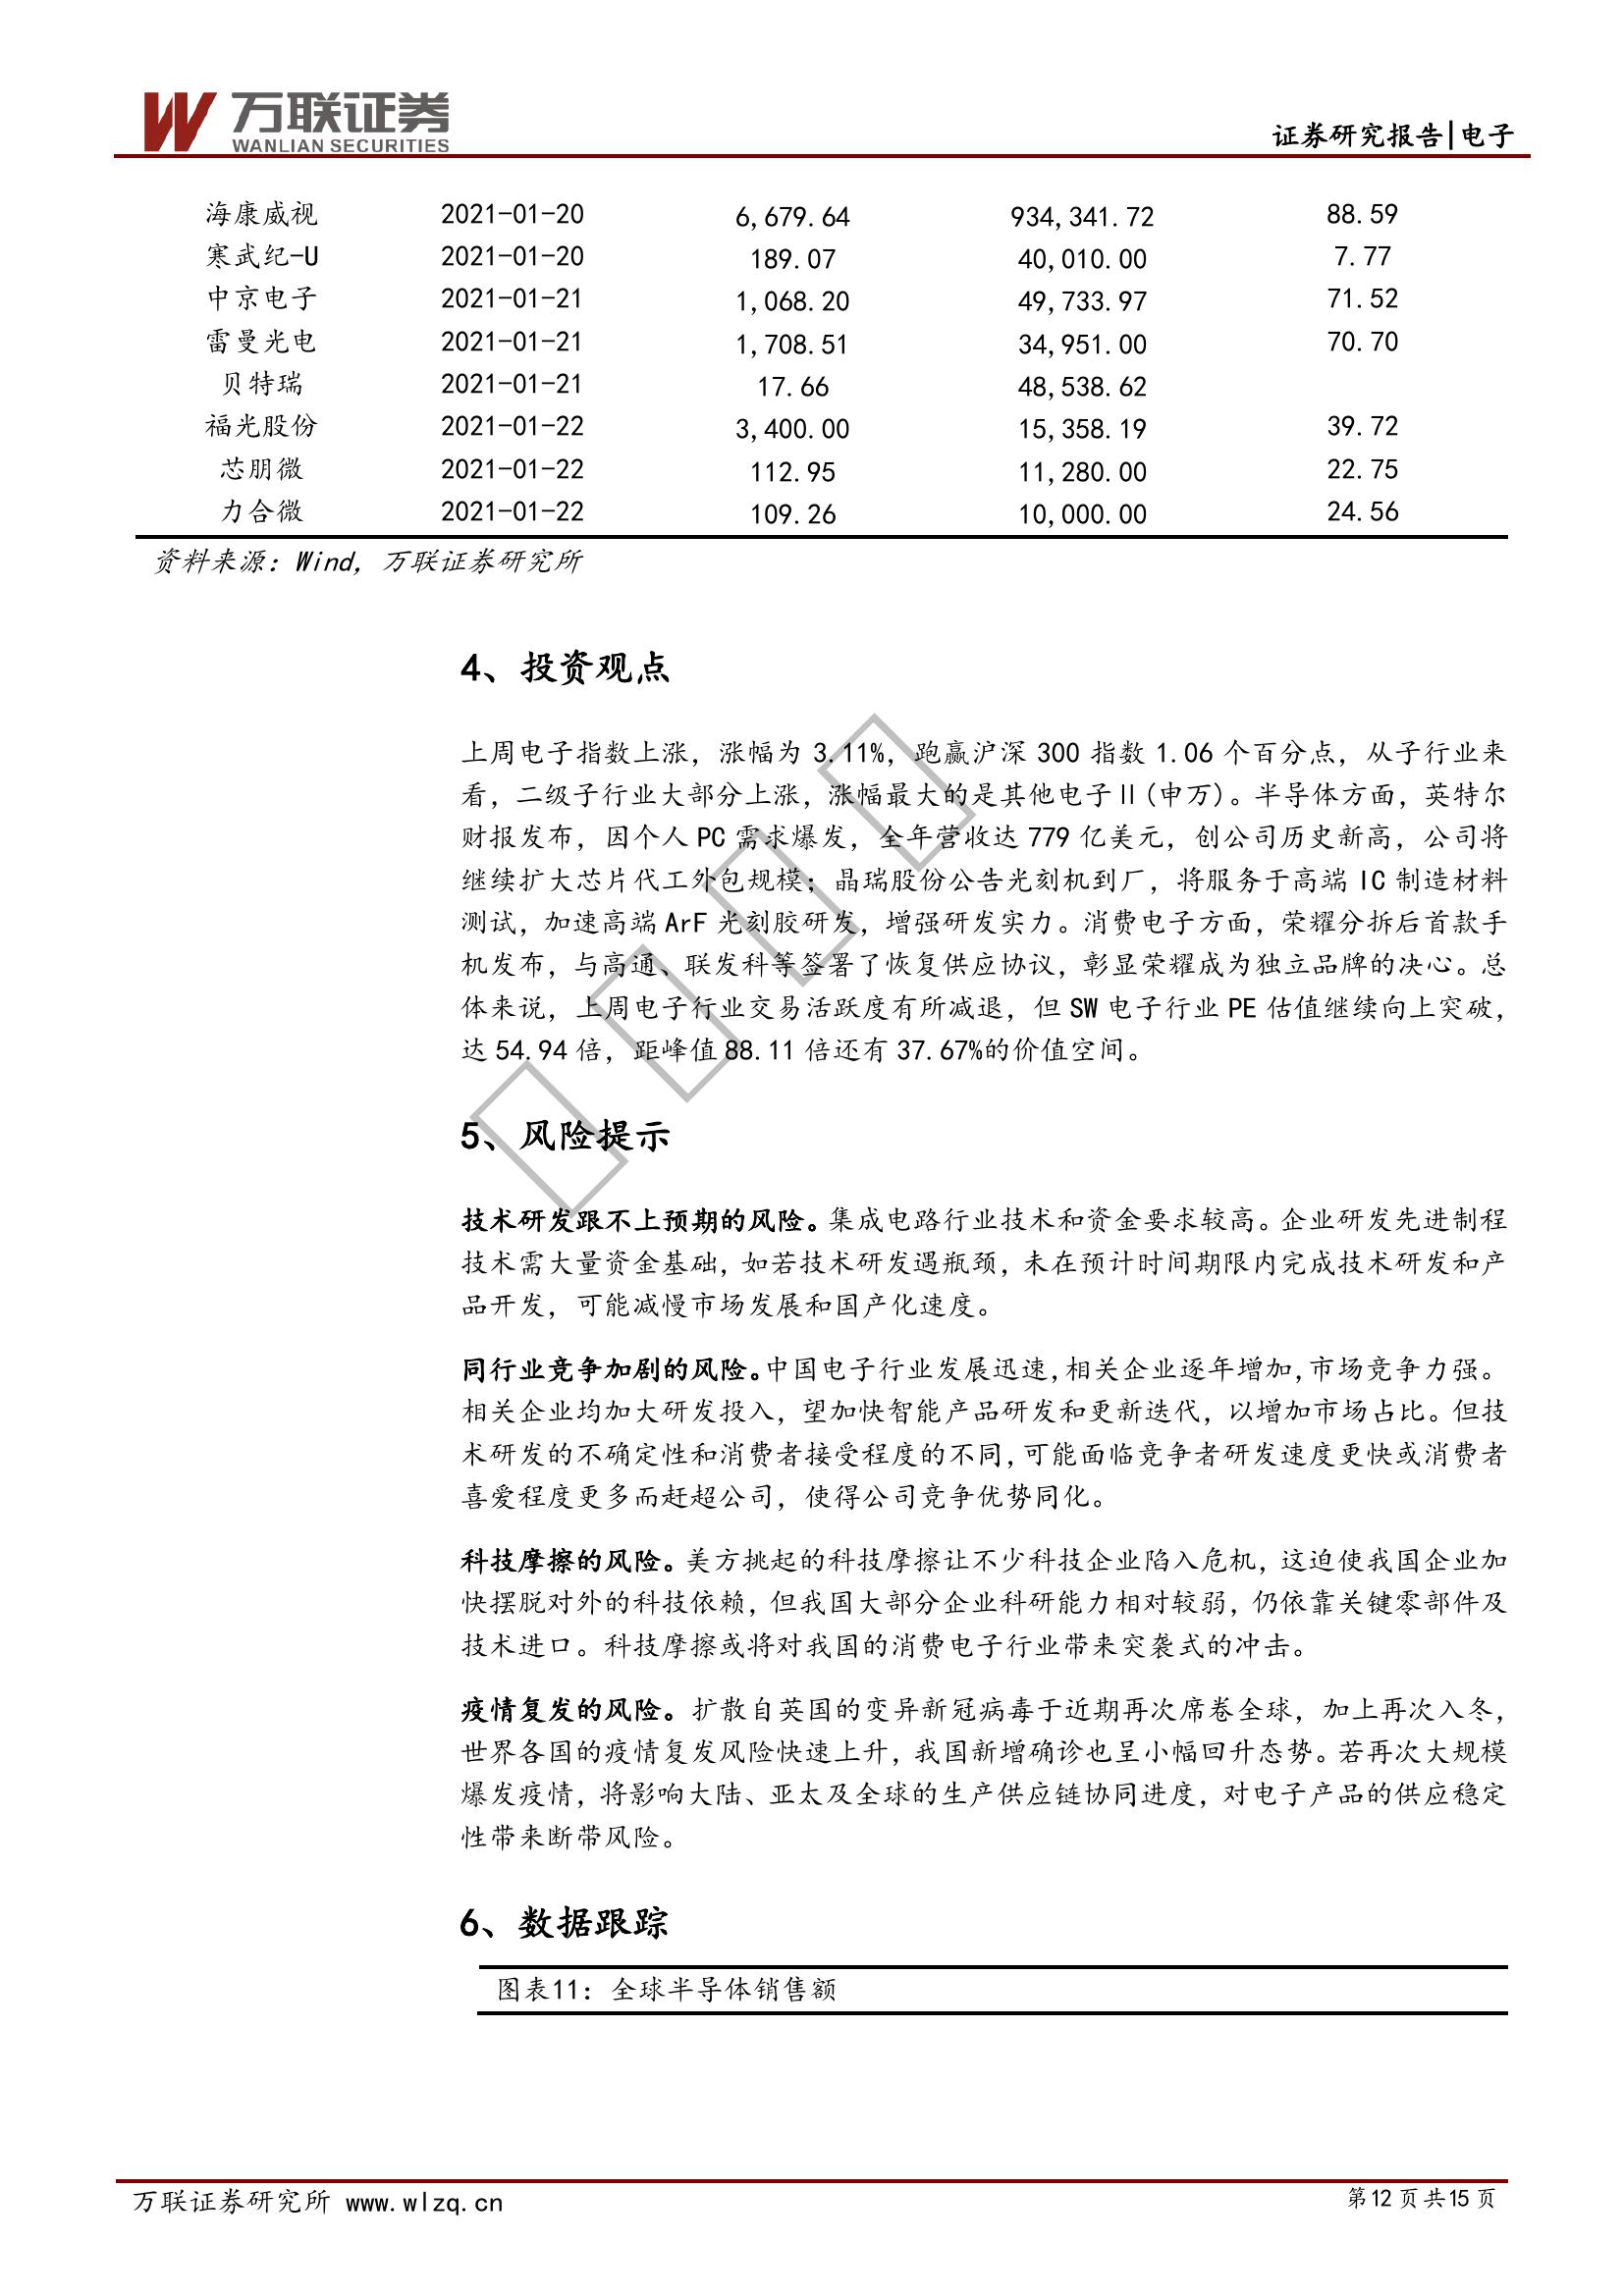 万联证券
WANLIAN SECURITIES
证券研究报告|电子
海康威视 2021-01-20 6,679.64 934,341.72 88.59
寒武纪-U 2021-01-20 189.07 40,010.00 7.77
中京电子 2021-01-21 1,068.20 49,733.97 71.52
雷曼光电 2021-01-21 1,708.51 34,951.00 70.70
贝特瑞 2021-01-21 17.66 48,538.62
福光股份 2021-01-22 3,400.00 15,358.19 39.72
芯朋微 2021-01-22 112.95 11,280.00 22.75
力合微 2021-01-22 109.26 10,000.00 24.56
资料来源：Wind，万联证券研究所
4、投资观点
上周电子指数上涨，涨幅为 3.11%，跑赢沪深 300 指数 1.06 个百分点，从子行业来
看，二级子行业大部分上涨，涨幅最大的是其他电子Ⅱ(申万)。半导体方面，英特尔
财报发布，因个人 PC 需求爆发，全年营收达 779 亿美元，创公司历史新高，公司将
继续扩大芯片代工外包规模；晶瑞股份公告光刻机到厂，将服务于高端 IC 制造材料
测试，加速高端 ArF 光刻胶研发，增强研发实力。消费电子方面，荣耀分拆后首款手
机发布，与高通、联发科等签署了恢复供应协议，彰显荣耀成为独立品牌的决心。总
体来说，上周电子行业交易活跃度有所减退，但 SW 电子行业 PE 估值继续向上突破，
达 54.94 倍，距峰值 88.11 倍还有 37.67%的价值空间。
5、风险提示
技术研发跟不上预期的风险。集成电路行业技术和资金要求较高。企业研发先进制程
技术需大量资金基础，如若技术研发遇瓶颈，未在预计时间期限内完成技术研发和产
品开发，可能减慢市场发展和国产化速度。
同行业竞争加剧的风险。中国电子行业发展迅速，相关企业逐年增加，市场竞争力强。
相关企业均加大研发投入，望加快智能产品研发和更新迭代，以增加市场占比。但技
术研发的不确定性和消费者接受程度的不同，可能面临竞争者研发速度更快或消费者
喜爱程度更多而赶超公司，使得公司竞争优势同化。
科技摩擦的风险。美方挑起的科技摩擦让不少科技企业陷入危机，这迫使我国企业加
快摆脱对外的科技依赖，但我国大部分企业科研能力相对较弱，仍依靠关键零部件及
技术进口。科技摩擦或将对我国的消费电子行业带来突袭式的冲击。
疫情复发的风险。扩散自英国的变异新冠病毒于近期再次席卷全球，加上再次入冬，
世界各国的疫情复发风险快速上升，我国新增确诊也呈小幅回升态势。若再次大规模
爆发疫情，将影响大陆、亚太及全球的生产供应链协同进度，对电子产品的供应稳定
性带来断带风险。
6、数据跟踪
图表11：全球半导体销售额
万联证券研究所 www.wlzq.cn 第12页共15页